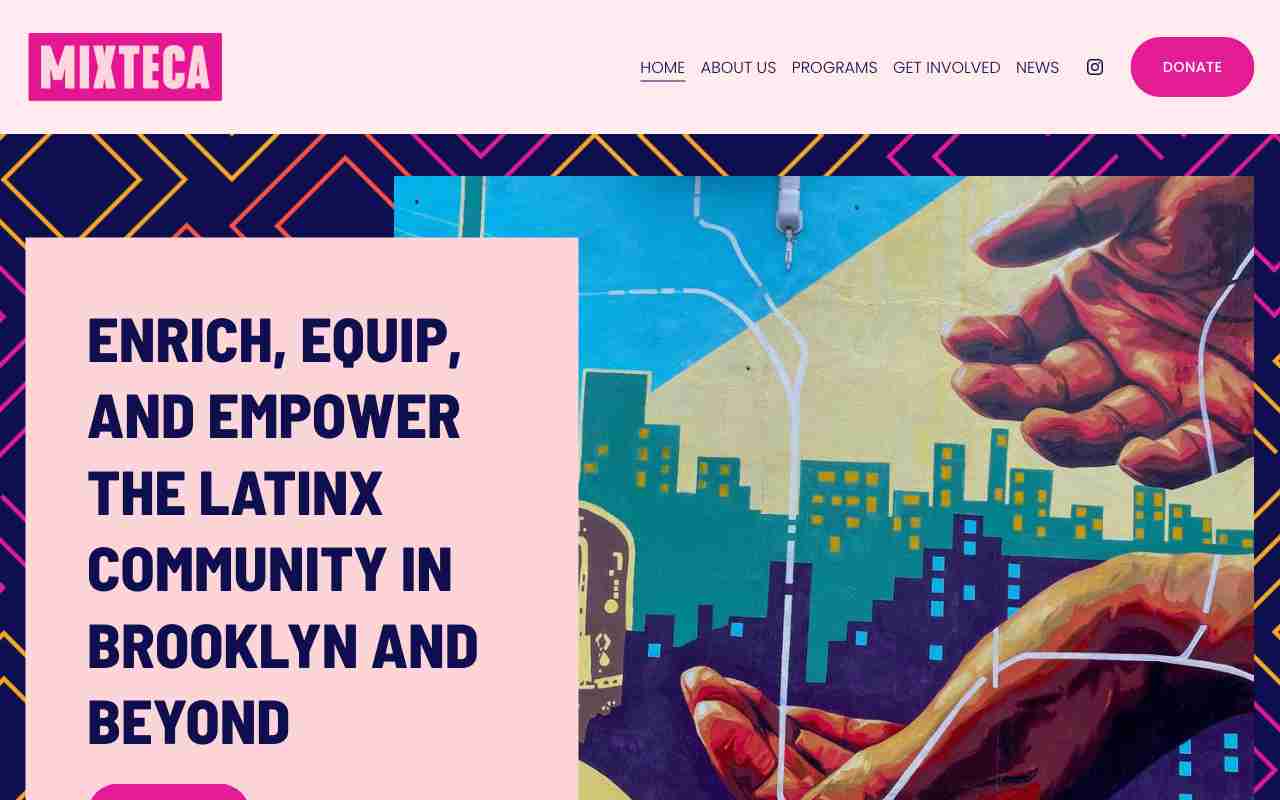 MIXTECA
HOME ABOUT US PROGRAMS GET INVOLVED NEWS DONATE
ENRICH, EQUIP,
AND EMPOWER
THE LATINX
COMMUNITY IN
BROOKLYN AND
BEYOND